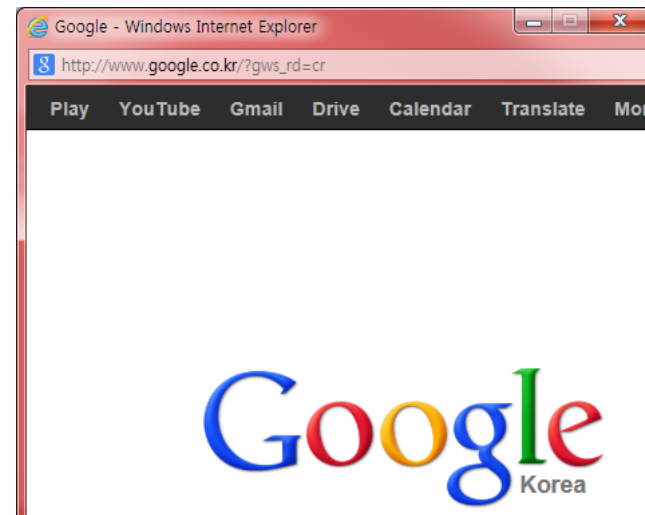 Google - Windows Internet Explorer
http://www.google.co.kr/?gws_rd=cr
Play YouTube Gmail Drive Calendar Translate
Google
Korea